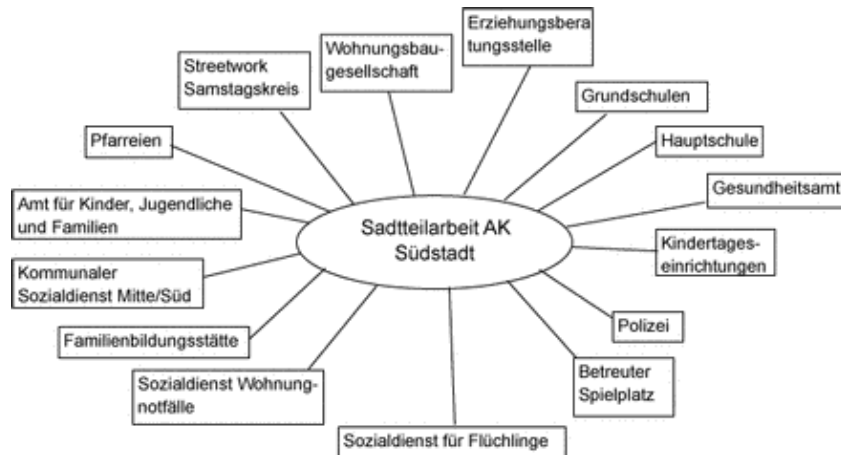 Erziehungsbera
tungsstelle
Wohnungsbau-
gesellschaft
Streetwork
Samstagskreis
Grundschulen
Pfarreien
Hauptschule
Gesundheitsamt
Amt für Kinder, Jugendliche
und Familien
Sadtteilarbeit AK
Südstadt
Kindertages-
einrichtungen
Kommunaler
Sozialdienst Mitte/Süd
Polizei
Familienbildungsstätte
Betreuter
Spielplatz
Sozialdienst Wohnung-
notfälle
Sozialdienst für Flüchlinge